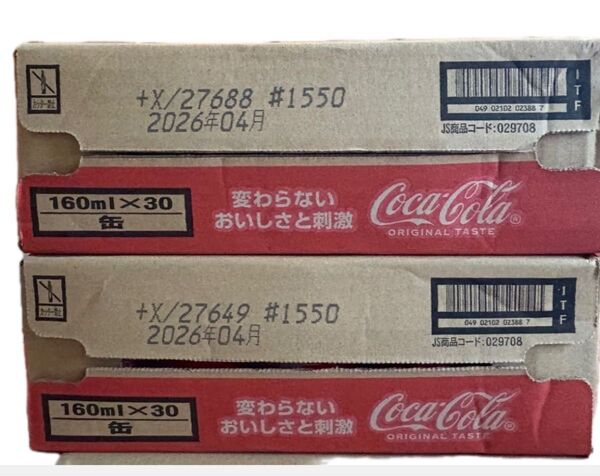 +X/27688 #1550
2026年04月
ITF
049 02102 02388 7
JS商品コード:029708
160ml×30
缶
変わらない
おいしさと刺激
Coca-Cola®
ORIGINAL TASTE
+X/27649 #1550
2026年04月
ITF
049 02102 02388 7
JS商品コード:029708
160ml×30
缶
変わらない
おいしさと刺激
Coca-Cola®
ORIGINAL TASTE